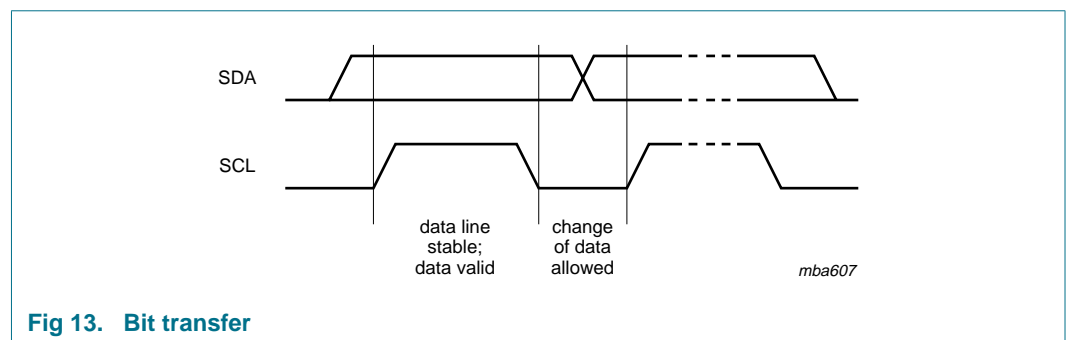 SDA
SCL
data line
stable;
data valid
change
of data
allowed
mba607
Fig 13. Bit transfer